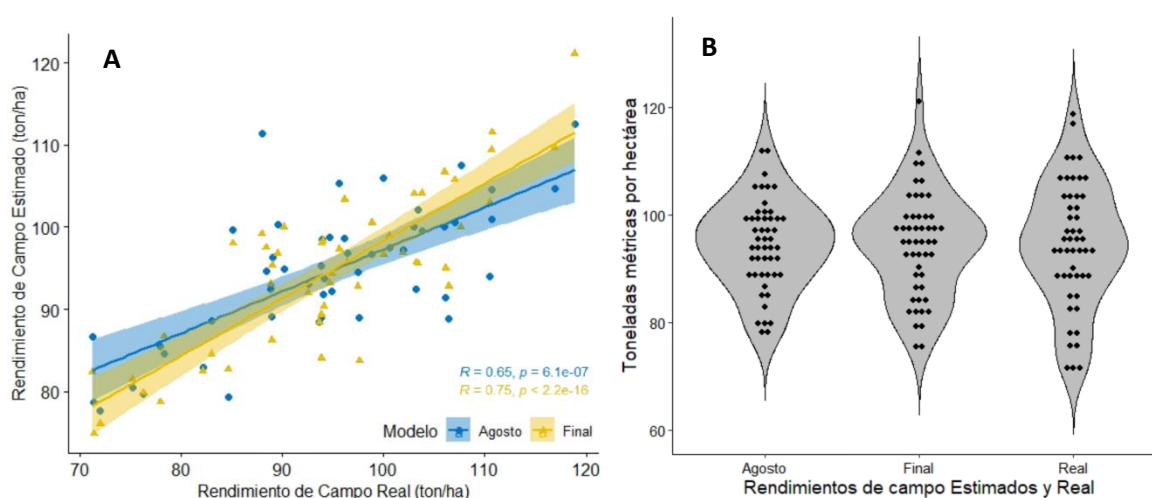 A
Rendimiento de Campo Estimado (ton/ha)
120
110
100
90
80
R = 0.65, p = 6.1e-07
R = 0.75, p < 2.2e-16
Modelo Agosto Final
70 80 90 100 110 120
Rendimiento de Campo Real (ton/ha)
B
Toneladas métricas por hectárea
120
100
80
60
Agosto Final Real
Rendimientos de campo Estimados y Real